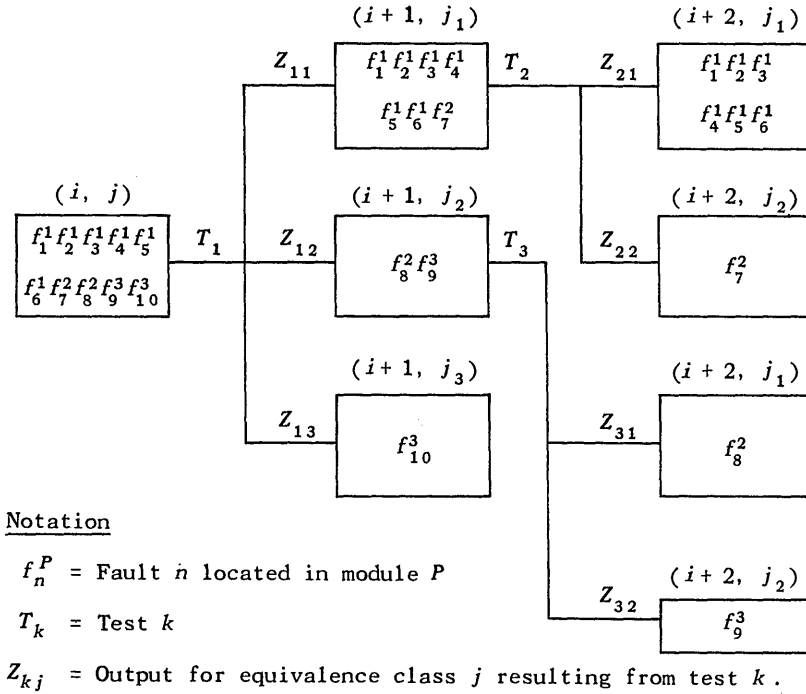 (i + 1, j₁) (i + 2, j₁)
Z₁₁ f₁¹ f₂¹ f₃¹ f₄¹ T₂ Z₂₁ f₁¹ f₂¹ f₃¹
f₅¹ f₆¹ f₇² f₄¹ f₅¹ f₆¹
(i, j) (i + 1, j₂) (i + 2, j₂)
f₁¹ f₂¹ f₃¹ f₄¹ f₅¹ T₁ Z₁₂ T₃ Z₂₂
f₆¹ f₇² f₈² f₉³ f₁₀³ f₈² f₉³ f₇²
(i + 1, j₃) (i + 2, j₁)
Z₁₃ f₁₀³ Z₃₁ f₈²
Notation
fₙᴾ = Fault n located in module P
(i + 2, j₂)
Tₖ = Test k Z₃₂ f₉³
Zₖⱼ = Output for equivalence class j resulting from test k.